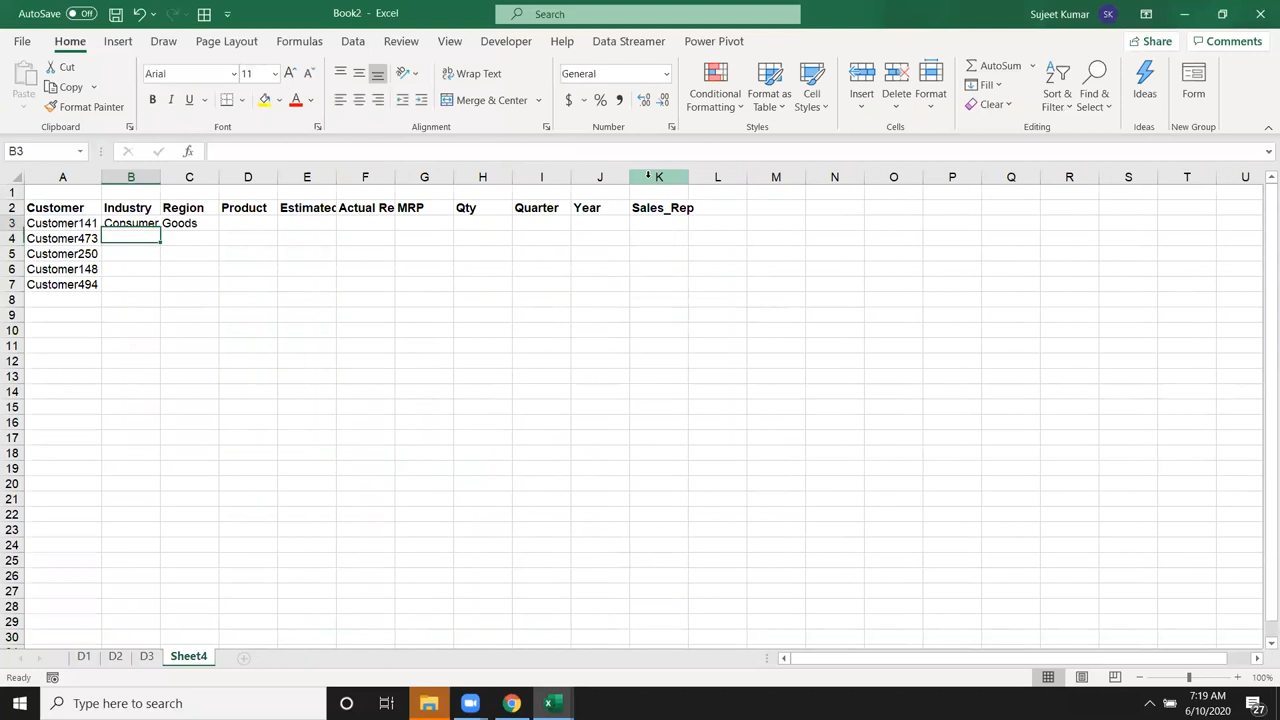 AutoSave Off Book2 - Excel Search Sujeet Kumar SK
File Home Insert Draw Page Layout Formulas Data Review View Developer Help Data Streamer Power Pivot Share Comments
Paste Cut Copy Format Painter Clipboard
Arial 11 B I U A Font
Wrap Text Merge & Center Alignment
General $ % , Number
Conditional Formatting Format as Table Cell Styles Styles
Insert Delete Format Cells
AutoSum Fill Clear Sort & Filter Find & Select Editing
Ideas Ideas
Form New Group
B3 fx
A B C D E F G H I J K L M N O P Q R S T U
1
2 Customer Industry Region Product Estimated Actual Re MRP Qty Quarter Year Sales_Rep
3 Customer141 Consumer Goods
4 Customer473
5 Customer250
6 Customer148
7 Customer494
8
9
10
11
12
13
14
15
16
17
18
19
20
21
22
23
24
25
26
27
28
29
30
D1 D2 D3 Sheet4
Ready 100%
Type here to search 7:19 AM
6/10/2020 27